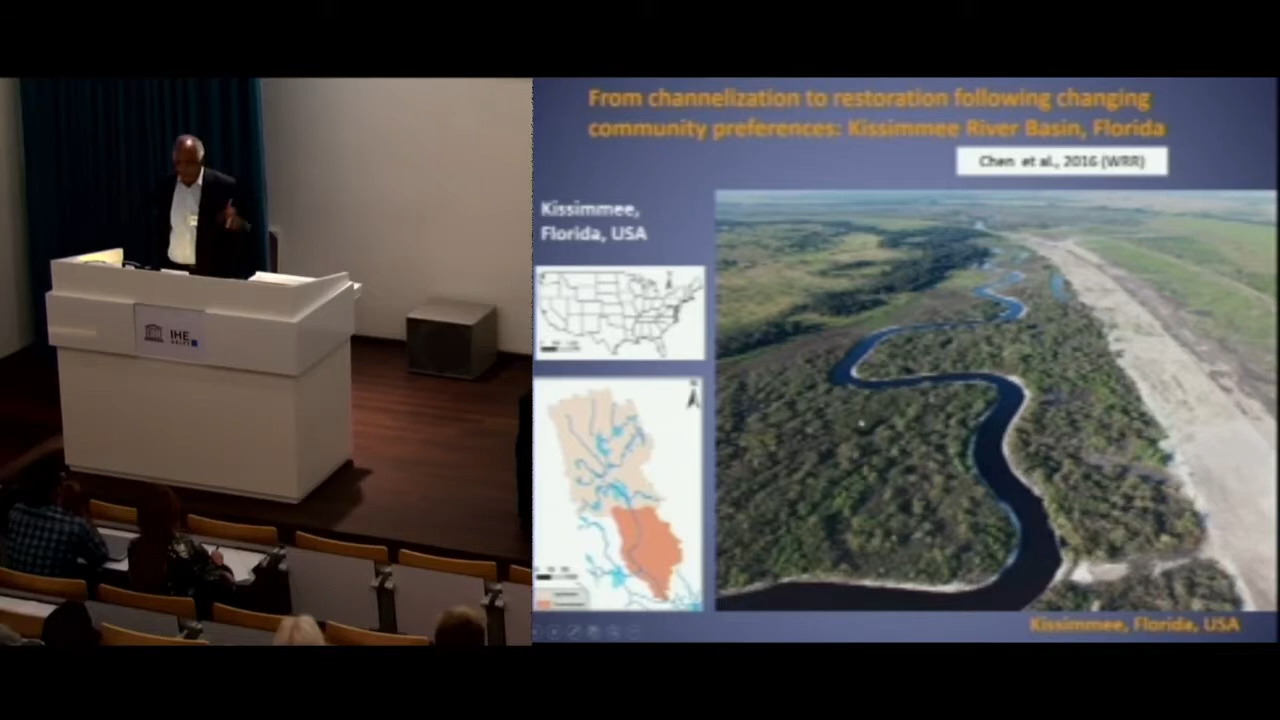 From channelization to restoration following changing
community preferences: Kissimmee River Basin, Florida
Chen et al., 2016 (WRR)
Kissimmee,
Florida, USA
N
IHE
DELFT
Kissimmee, Florida, USA